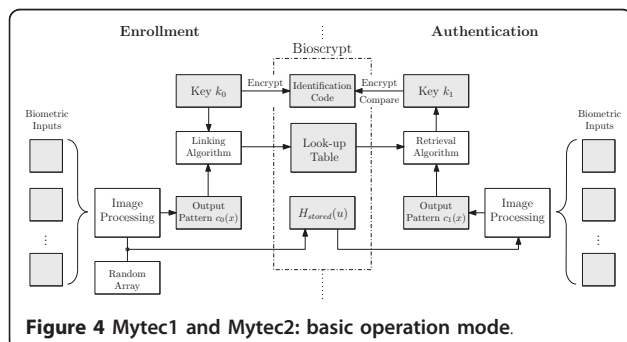 Enrollment
Authentication
Bioscrypt
Key k₀
Encrypt
Identification
Code
Encrypt
Compare
Key k₁
Biometric
Inputs
Biometric
Inputs
Linking
Algorithm
Look-up
Table
Retrieval
Algorithm
Image
Processing
Output
Pattern c₀(x)
H_stored(u)
Output
Pattern c₁(x)
Image
Processing
⋮
⋮
Random
Array
Figure 4 Mytec1 and Mytec2: basic operation mode.